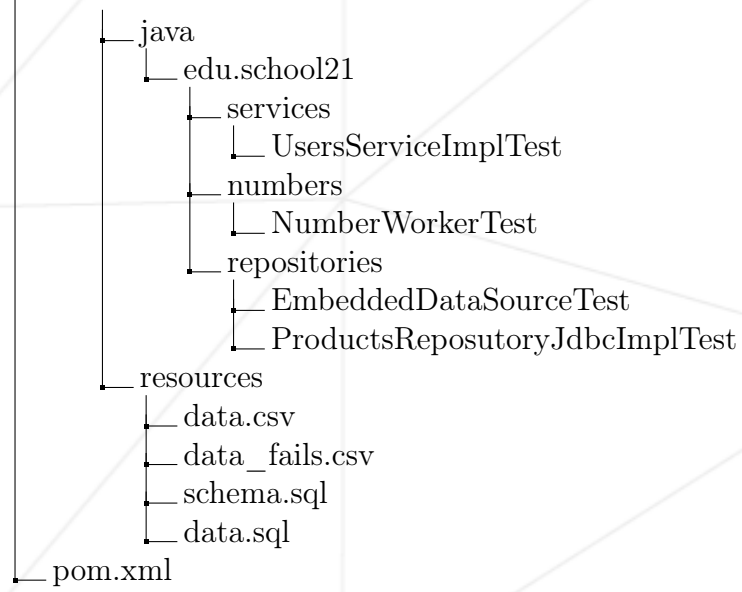 java
edu.school21
services
UsersServiceImplTest
numbers
NumberWorkerTest
repositories
EmbeddedDataSourceTest
ProductsReposutoryJdbcImplTest
resources
data.csv
data_fails.csv
schema.sql
data.sql
pom.xml